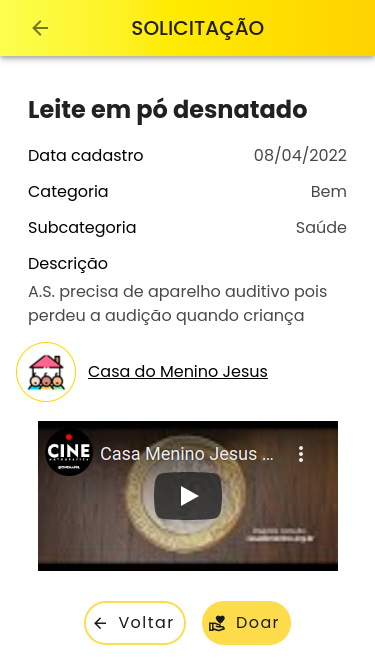 SOLICITAÇÃO
Leite em pó desnatado
Data cadastro 08/04/2022
Categoria Bem
Subcategoria Saúde
Descrição
A.S. precisa de aparelho auditivo pois
perdeu a audição quando criança
Casa do Menino Jesus
CINE
Casa Menino Jesus ...
Voltar
Doar